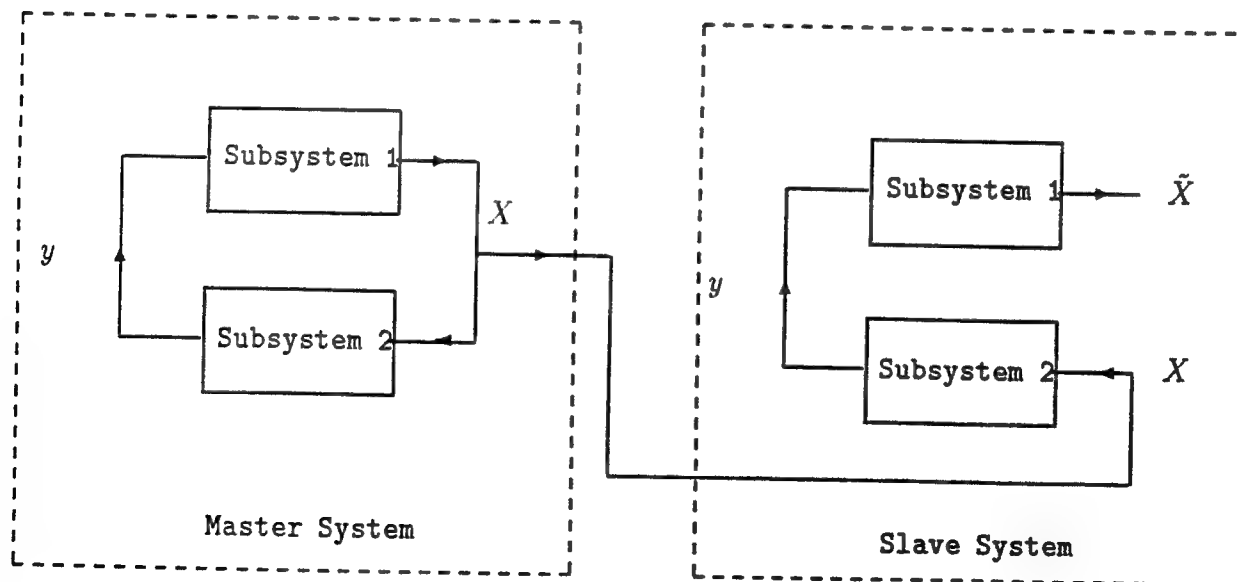 Subsystem 1
X
y
Subsystem 2
Master System
Subsystem 1
X̃
y
Subsystem 2
X
Slave System